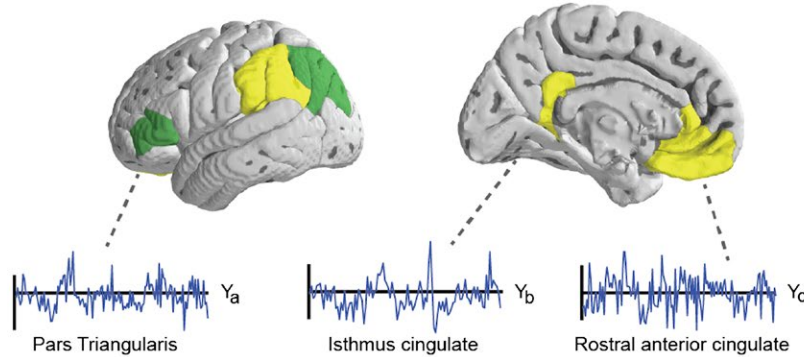 Ya
Yb
Yc
Pars Triangularis
Isthmus cingulate
Rostral anterior cingulate